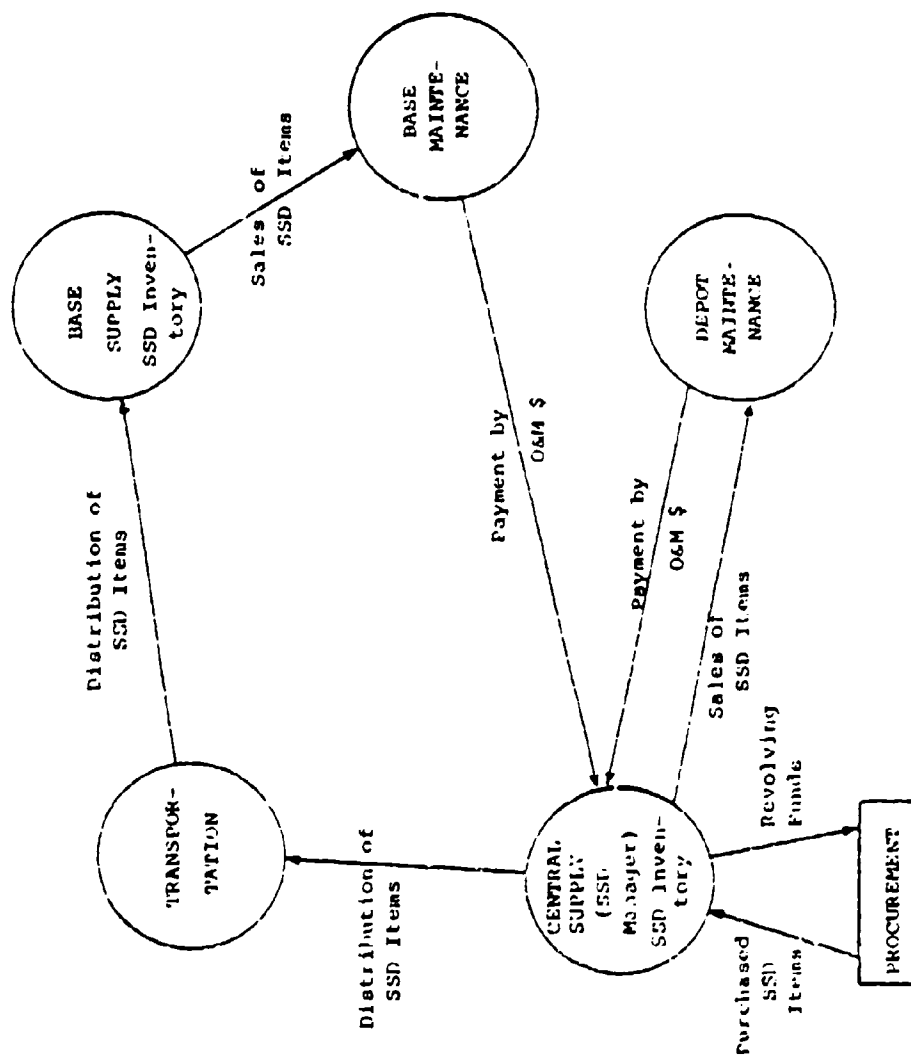 TRANSPOR-
TATION
Distribution of
SSD Items
BASE
SUPPLY
SSD Inven-
tory
Sales of
SSD Items
BASE
MAINTE-
NANCE
Distribution of
SSD Items
Payment by
O&M $
CENTRAL
SUPPLY
(SSD
Manager)
SSD Inven-
tory
Payment by
O&M $
DEPOT
MAINTE-
NANCE
Sales of
SSD Items
Purchased
SSD
Items
Revolving
Funds
PROCUREMENT